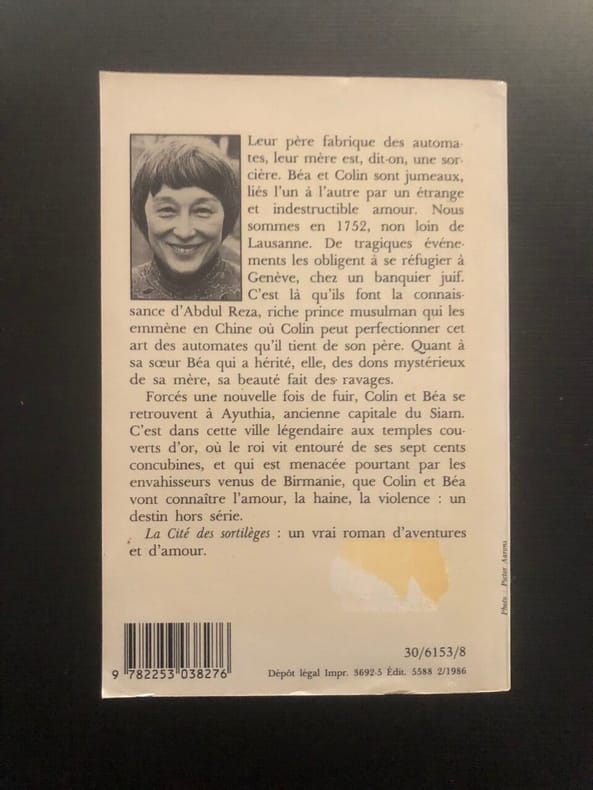 Leur père fabrique des automa-
tes, leur mère est, dit-on, une sor-
cière. Béa et Colin sont jumeaux,
liés l'un à l'autre par un étrange
et indestructible amour. Nous
sommes en 1752, non loin de
Lausanne. De tragiques événe-
ments les obligent à se réfugier à
Genève, chez un banquier juif.
C'est là qu'ils font la connais-
sance d'Abdul Reza, riche prince musulman qui les
emmène en Chine où Colin peut perfectionner cet
art des automates qu'il tient de son père. Quant à
sa sœur Béa qui a hérité, elle, des dons mystérieux
de sa mère, sa beauté fait des ravages.
Forcés une nouvelle fois de fuir, Colin et Béa se
retrouvent à Ayuthia, ancienne capitale du Siam.
C'est dans cette ville légendaire aux temples cou-
verts d'or, où le roi vit entouré de ses sept cents
concubines, et qui est menacée pourtant par les
envahisseurs venus de Birmanie, que Colin et Béa
vont connaître l'amour, la haine, la violence : un
destin hors série.
La Cité des sortilèges : un vrai roman d'aventures
et d'amour.
Photo : Pieter Aarons
30/6153/8
9 782253 038276
Dépôt légal Impr. 3692-5 Édit. 5588 2/1986